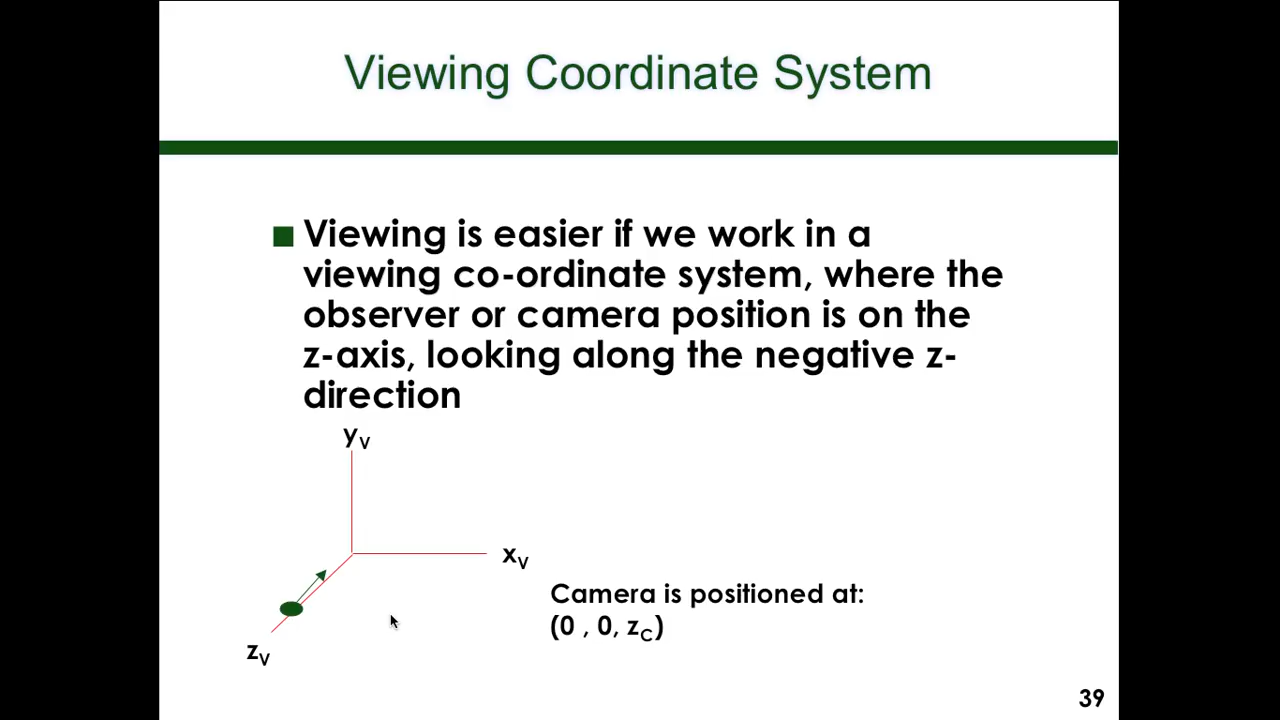 Viewing Coordinate System
Viewing is easier if we work in a
viewing co-ordinate system, where the
observer or camera position is on the
z-axis, looking along the negative z-
direction
yV
xV
Camera is positioned at:
(0 , 0, zC)
zV
39